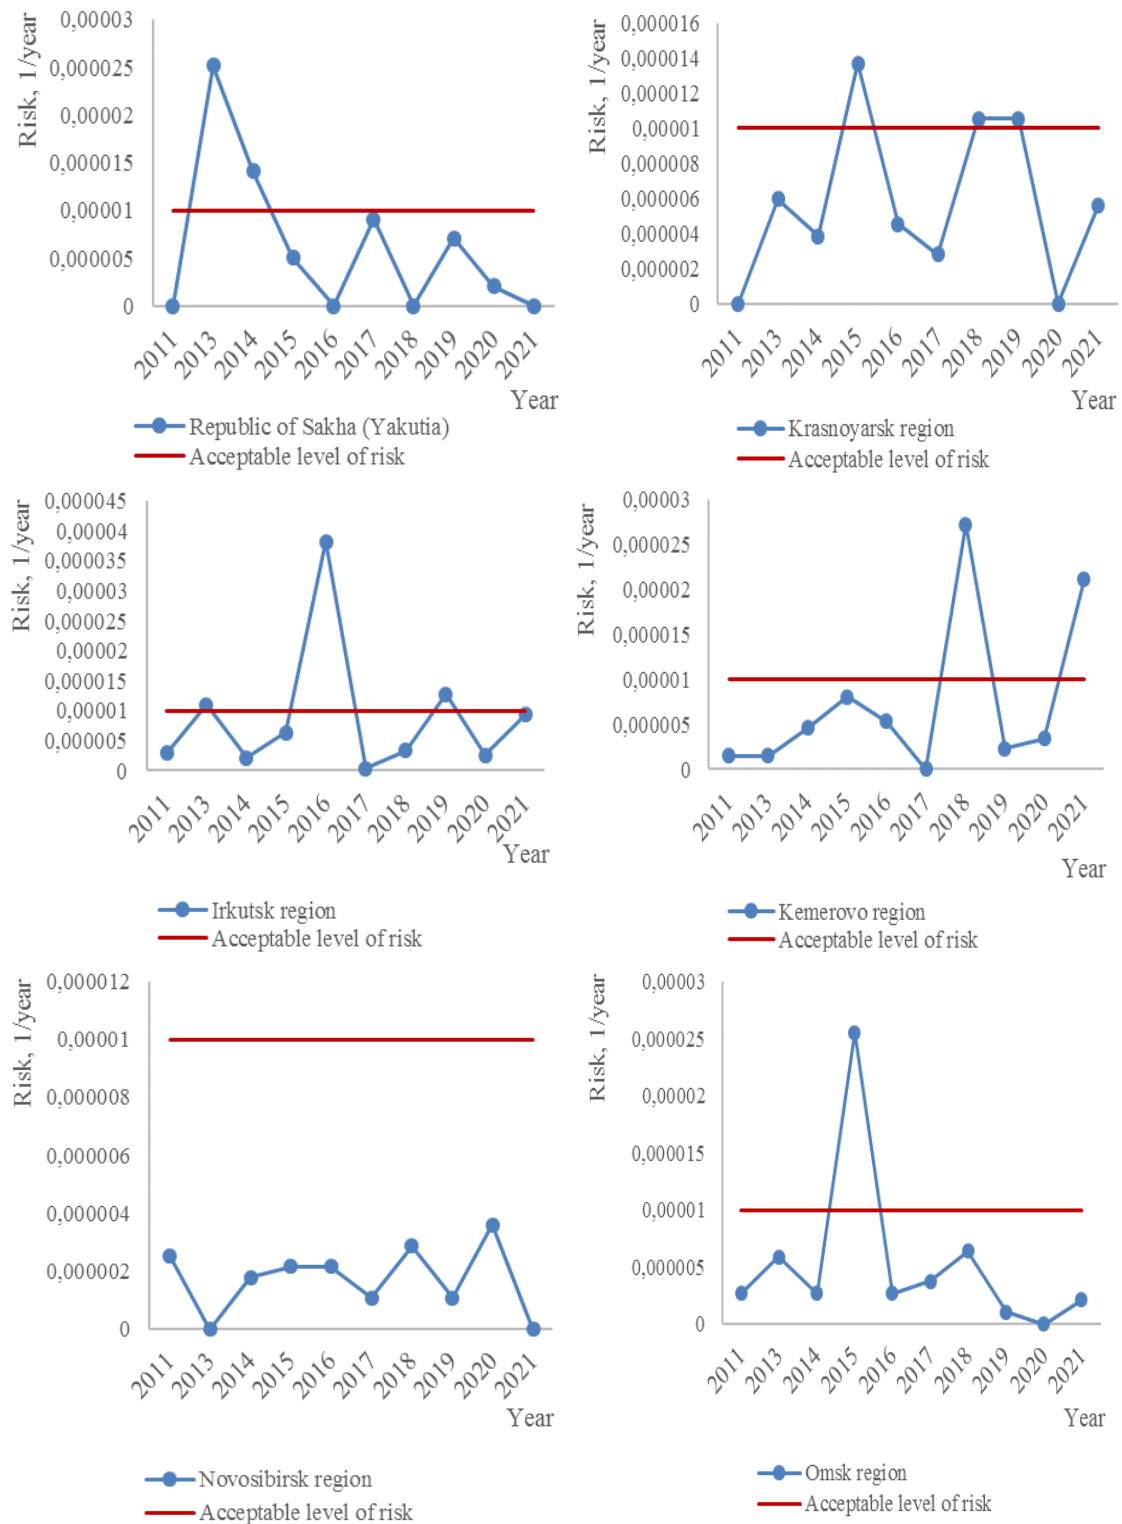 Risk, 1/year
0,00003
0,000025
0,00002
0,000015
0,00001
0,000005
0
2011 2013 2014 2015 2016 2017 2018 2019 2020 2021
Year
Republic of Sakha (Yakutia)
Acceptable level of risk
Risk, 1/year
0,000016
0,000014
0,000012
0,00001
0,000008
0,000006
0,000004
0,000002
0
2011 2013 2014 2015 2016 2017 2018 2019 2020 2021
Year
Krasnoyarsk region
Acceptable level of risk
Risk, 1/year
0,000045
0,00004
0,000035
0,00003
0,000025
0,00002
0,000015
0,00001
0,000005
0
2011 2013 2014 2015 2016 2017 2018 2019 2020 2021
Year
Irkutsk region
Acceptable level of risk
Risk, 1/year
0,00003
0,000025
0,00002
0,000015
0,00001
0,000005
0
2011 2013 2014 2015 2016 2017 2018 2019 2020 2021
Year
Kemerovo region
Acceptable level of risk
Risk, 1/year
0,000012
0,00001
0,000008
0,000006
0,000004
0,000002
0
2011 2013 2014 2015 2016 2017 2018 2019 2020 2021
Year
Novosibirsk region
Acceptable level of risk
Risk, 1/year
0,00003
0,000025
0,00002
0,000015
0,00001
0,000005
0
2011 2013 2014 2015 2016 2017 2018 2019 2020 2021
Year
Omsk region
Acceptable level of risk